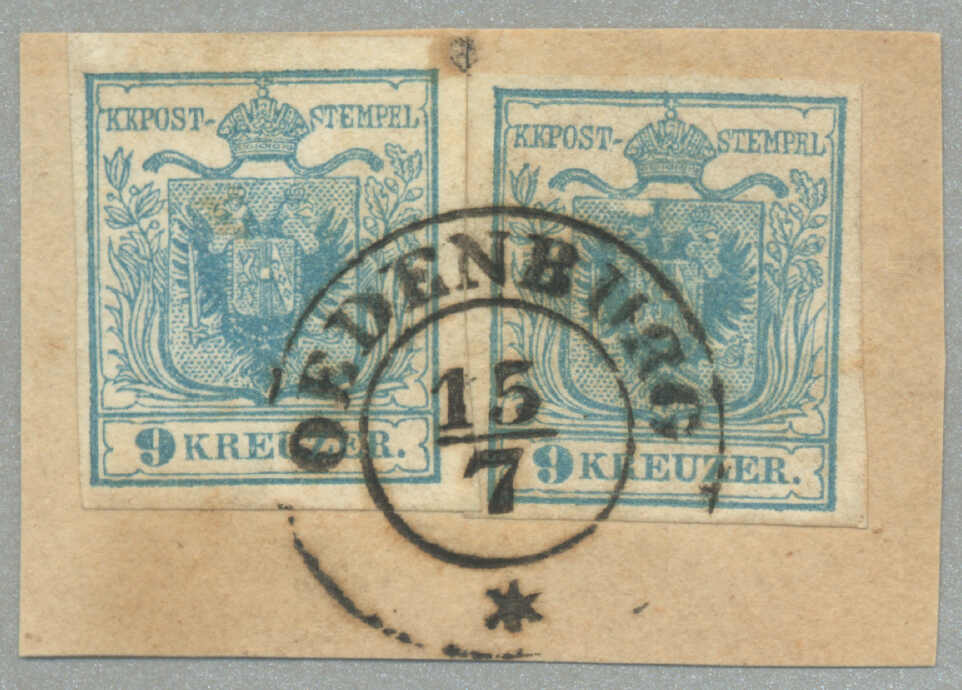 KKPOST-STEMPEL
9 KREUZER.
KKPOST-STEMPEL
9 KREUZER.
OEDENBURG
15
7